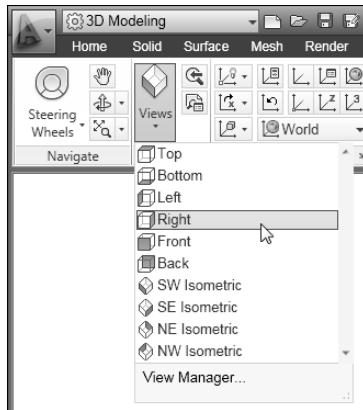 3D Modeling
Home Solid Surface Mesh Render
Steering
Wheels
Views
World
Navigate
Top
Bottom
Left
Right
Front
Back
SW Isometric
SE Isometric
NE Isometric
NW Isometric
View Manager...